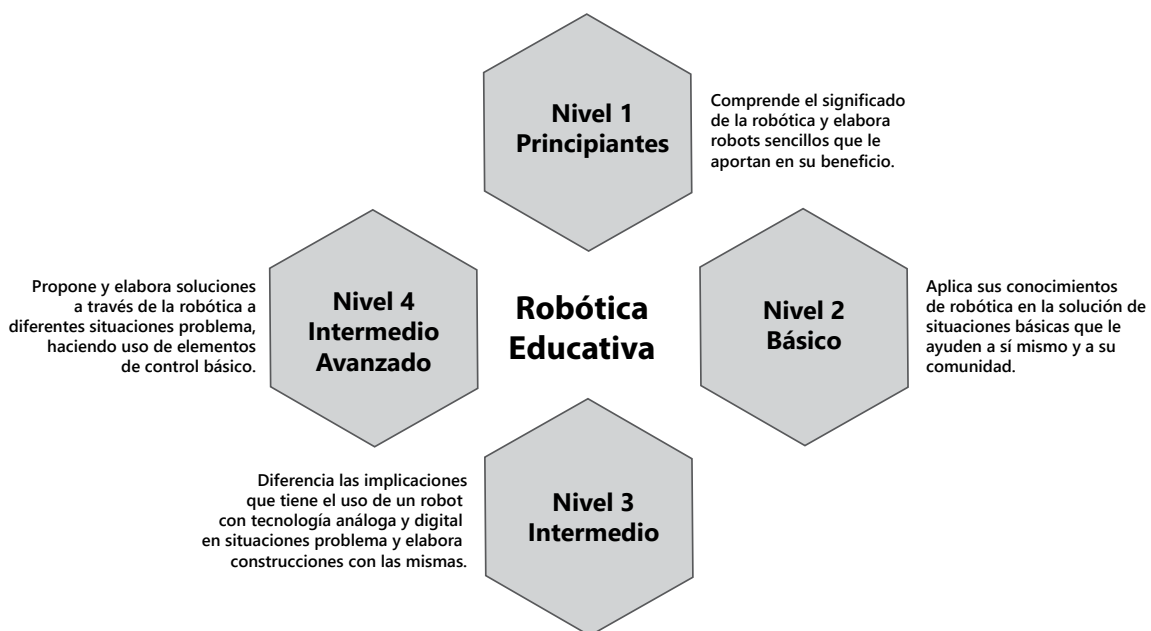 Nivel 1
Principiantes
Comprende el significado
de la robótica y elabora
robots sencillos que le
aportan en su beneficio.
Propone y elabora soluciones
a través de la robótica a
diferentes situaciones problema,
haciendo uso de elementos
de control básico.
Nivel 4
Intermedio
Avanzado
Robótica
Educativa
Nivel 2
Básico
Aplica sus conocimientos
de robótica en la solución de
situaciones básicas que le
ayuden a sí mismo y a su
comunidad.
Diferencia las implicaciones
que tiene el uso de un robot
con tecnología análoga y digital
en situaciones problema y elabora
construcciones con las mismas.
Nivel 3
Intermedio